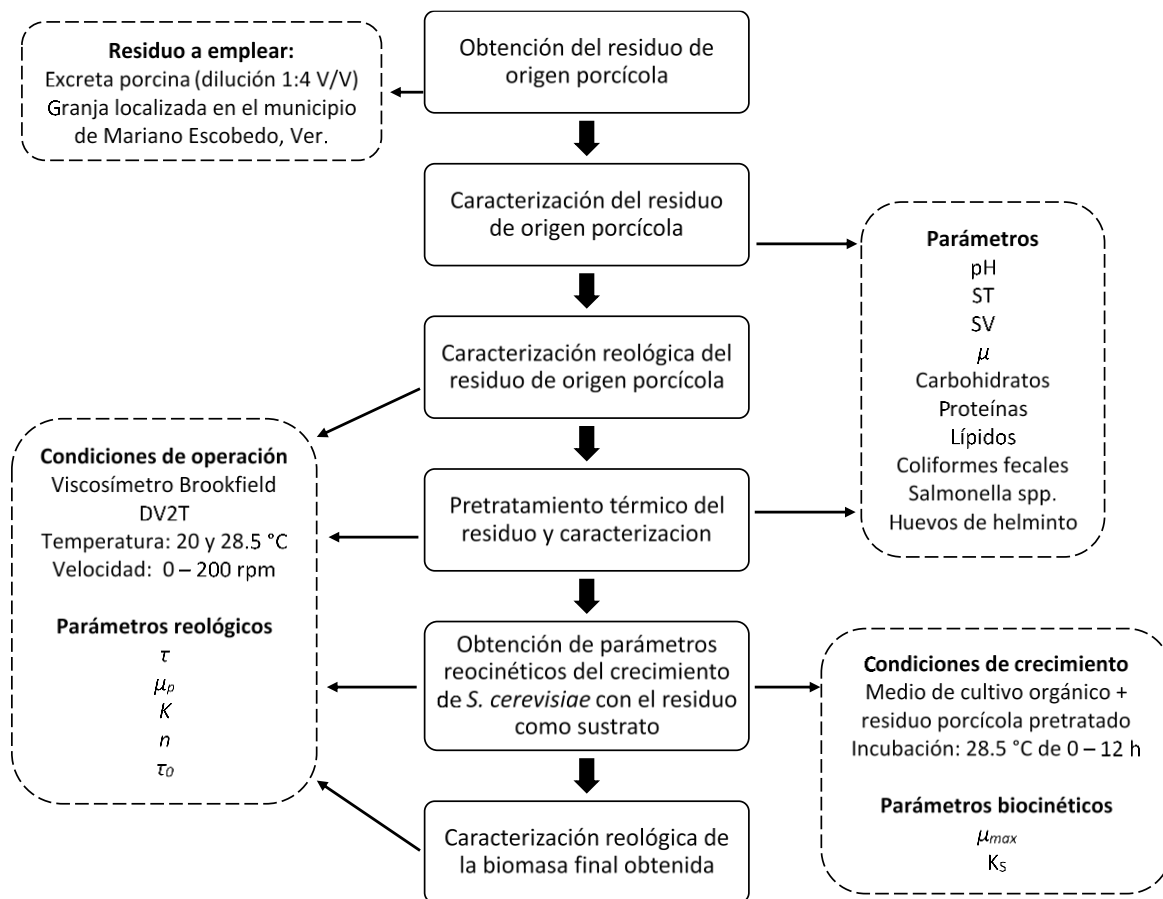 Obtención del residuo de
origen porcícola
Residuo a emplear:
Excreta porcina (dilución 1:4 V/V)
Granja localizada en el municipio
de Mariano Escobedo, Ver.
Caracterización del residuo
de origen porcícola
Parámetros
pH
ST
SV
μ
Carbohidratos
Proteínas
Lípidos
Coliformes fecales
Salmonella spp.
Huevos de helminto
Caracterización reológica del
residuo de origen porcícola
Condiciones de operación
Viscosímetro Brookfield
DV2T
Temperatura: 20 y 28.5 °C
Velocidad: 0 – 200 rpm
Parámetros reológicos
τ
μp
K
n
τ0
Pretratamiento térmico del
residuo y caracterizacion
Obtención de parámetros
reocinéticos del crecimiento
de S. cerevisiae con el residuo
como sustrato
Condiciones de crecimiento
Medio de cultivo orgánico +
residuo porcícola pretratado
Incubación: 28.5 °C de 0 – 12 h
Parámetros biocinéticos
μmax
KS
Caracterización reológica de
la biomasa final obtenida